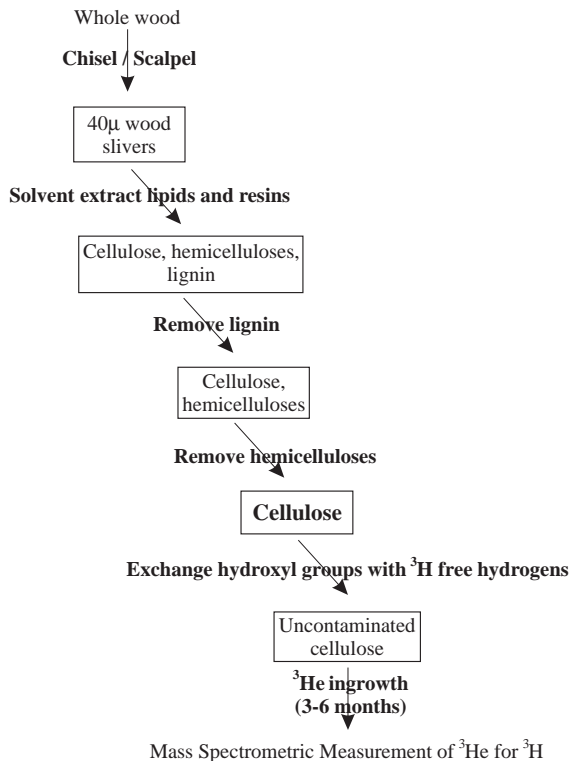 Whole wood
Chisel / Scalpel
40μ wood
slivers
Solvent extract lipids and resins
Cellulose, hemicelluloses,
lignin
Remove lignin
Cellulose,
hemicelluloses
Remove hemicelluloses
Cellulose
Exchange hydroxyl groups with ³H free hydrogens
Uncontaminated
cellulose
³He ingrowth
(3-6 months)
Mass Spectrometric Measurement of ³He for ³H